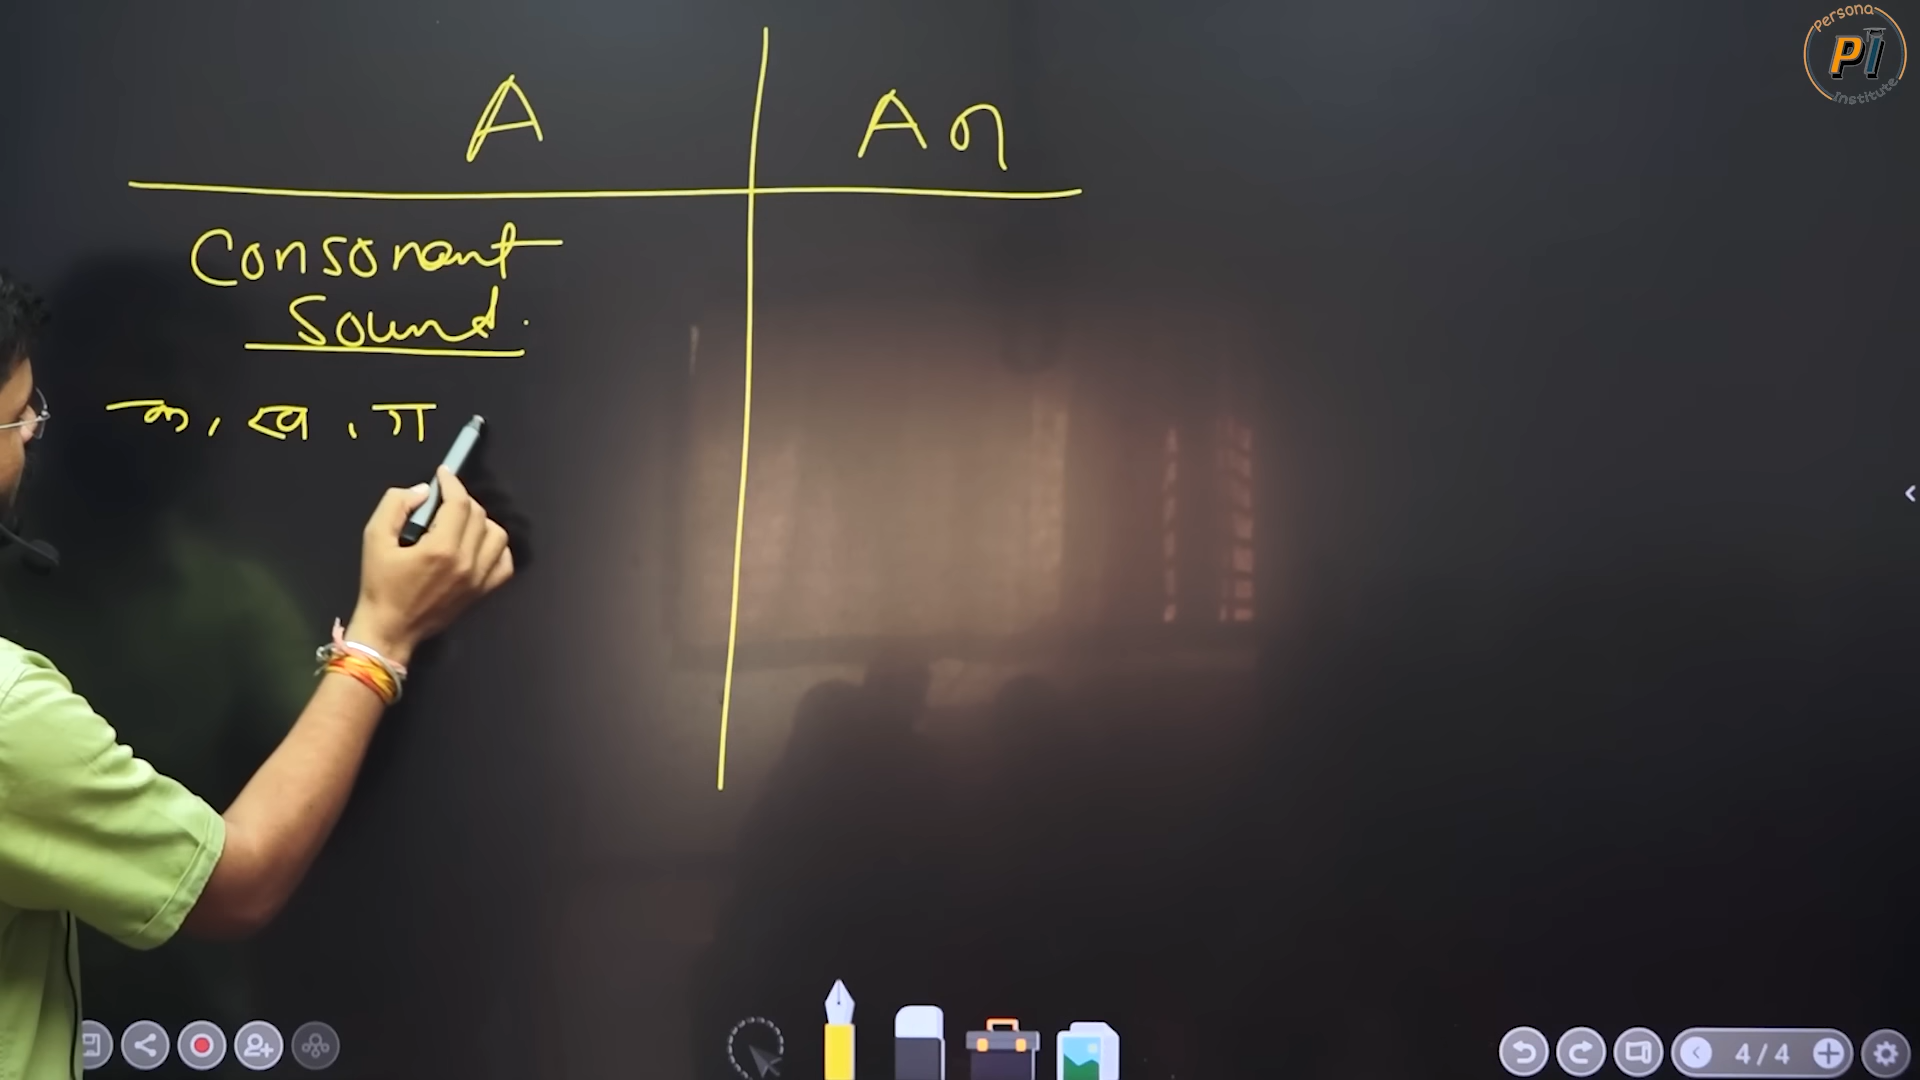 A An
Consonant
Sound.
क, ख, ग
Persona
PI
Institute
4/4